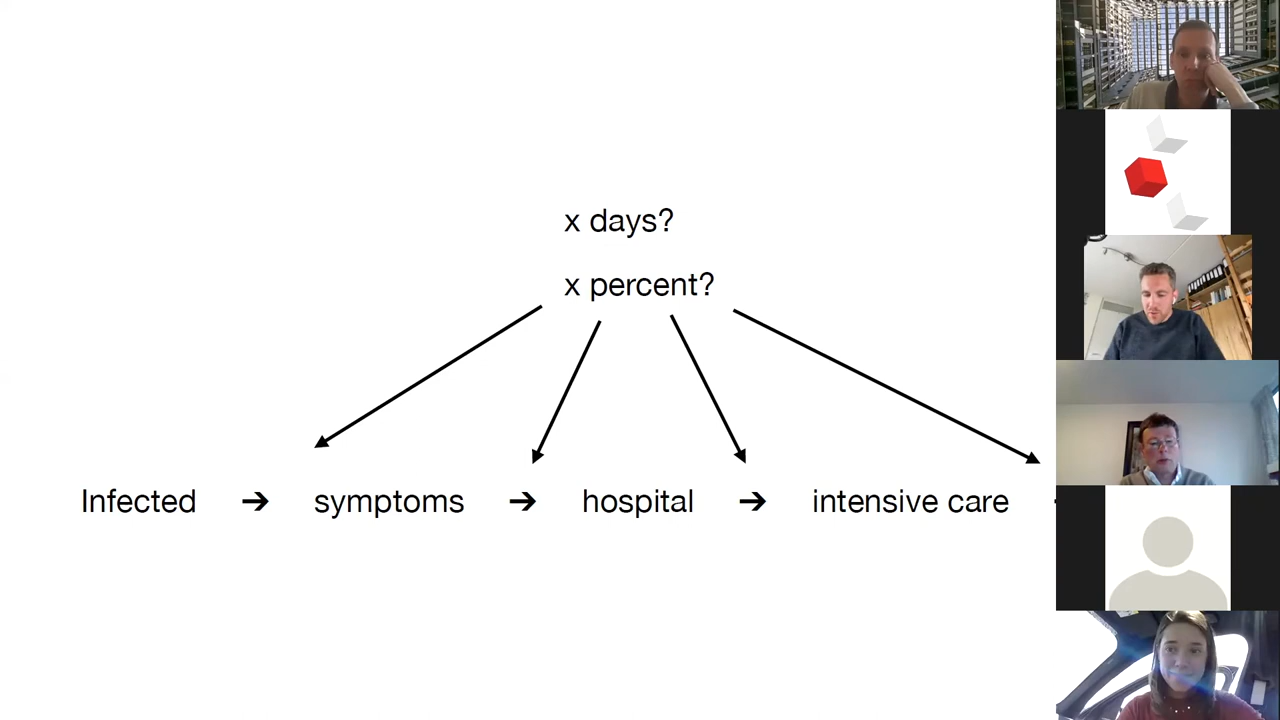 x days?
x percent?
Infected ➔ symptoms ➔ hospital ➔ intensive care